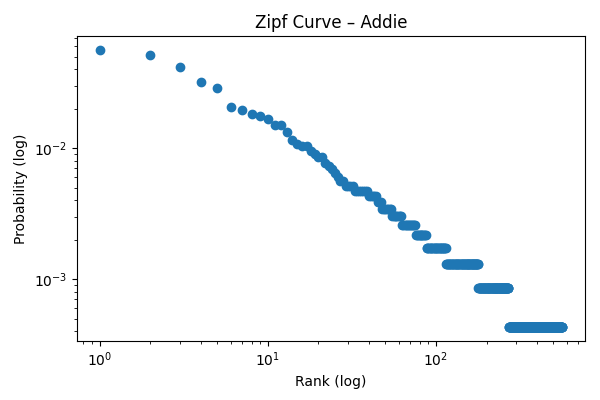 Zipf Curve – Addie
Probability (log)
10⁻²
10⁻³
10⁰
10¹
10²
Rank (log)